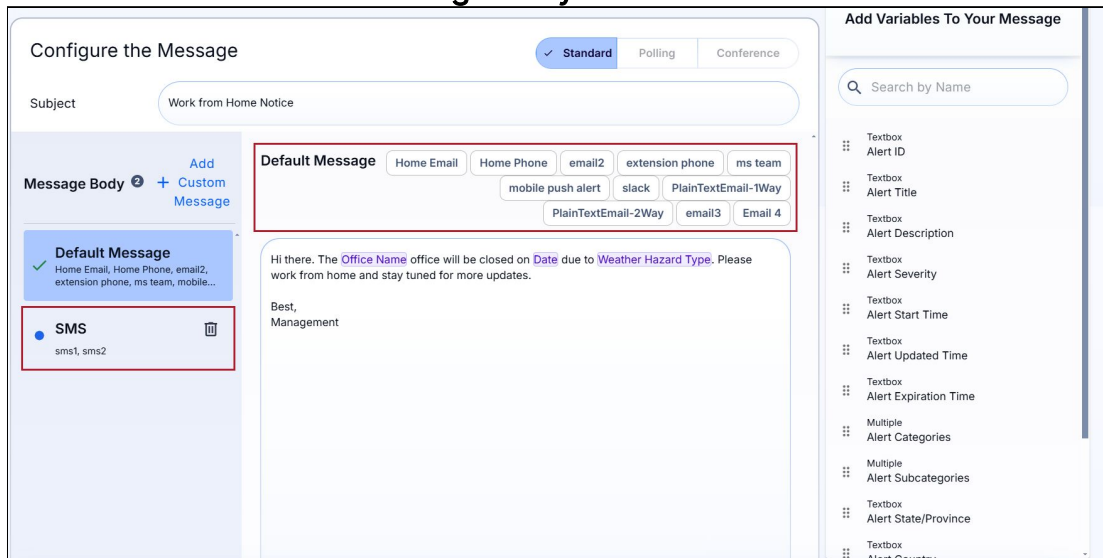 Configure the Message
Standard
Polling
Conference
Subject
Work from Home Notice
Message Body 2
+ Add Custom Message
Default Message
Home Email, Home Phone, email2,
extension phone, ms team, mobile...
SMS
sms1, sms2
Default Message
Home Email
Home Phone
email2
extension phone
ms team
mobile push alert
slack
PlainTextEmail-1Way
PlainTextEmail-2Way
email3
Email 4
Hi there. The Office Name office will be closed on Date due to Weather Hazard Type. Please
work from home and stay tuned for more updates.
Best,
Management
Add Variables To Your Message
Search by Name
Textbox
Alert ID
Textbox
Alert Title
Textbox
Alert Description
Textbox
Alert Severity
Textbox
Alert Start Time
Textbox
Alert Updated Time
Textbox
Alert Expiration Time
Multiple
Alert Categories
Multiple
Alert Subcategories
Textbox
Alert State/Province
Textbox